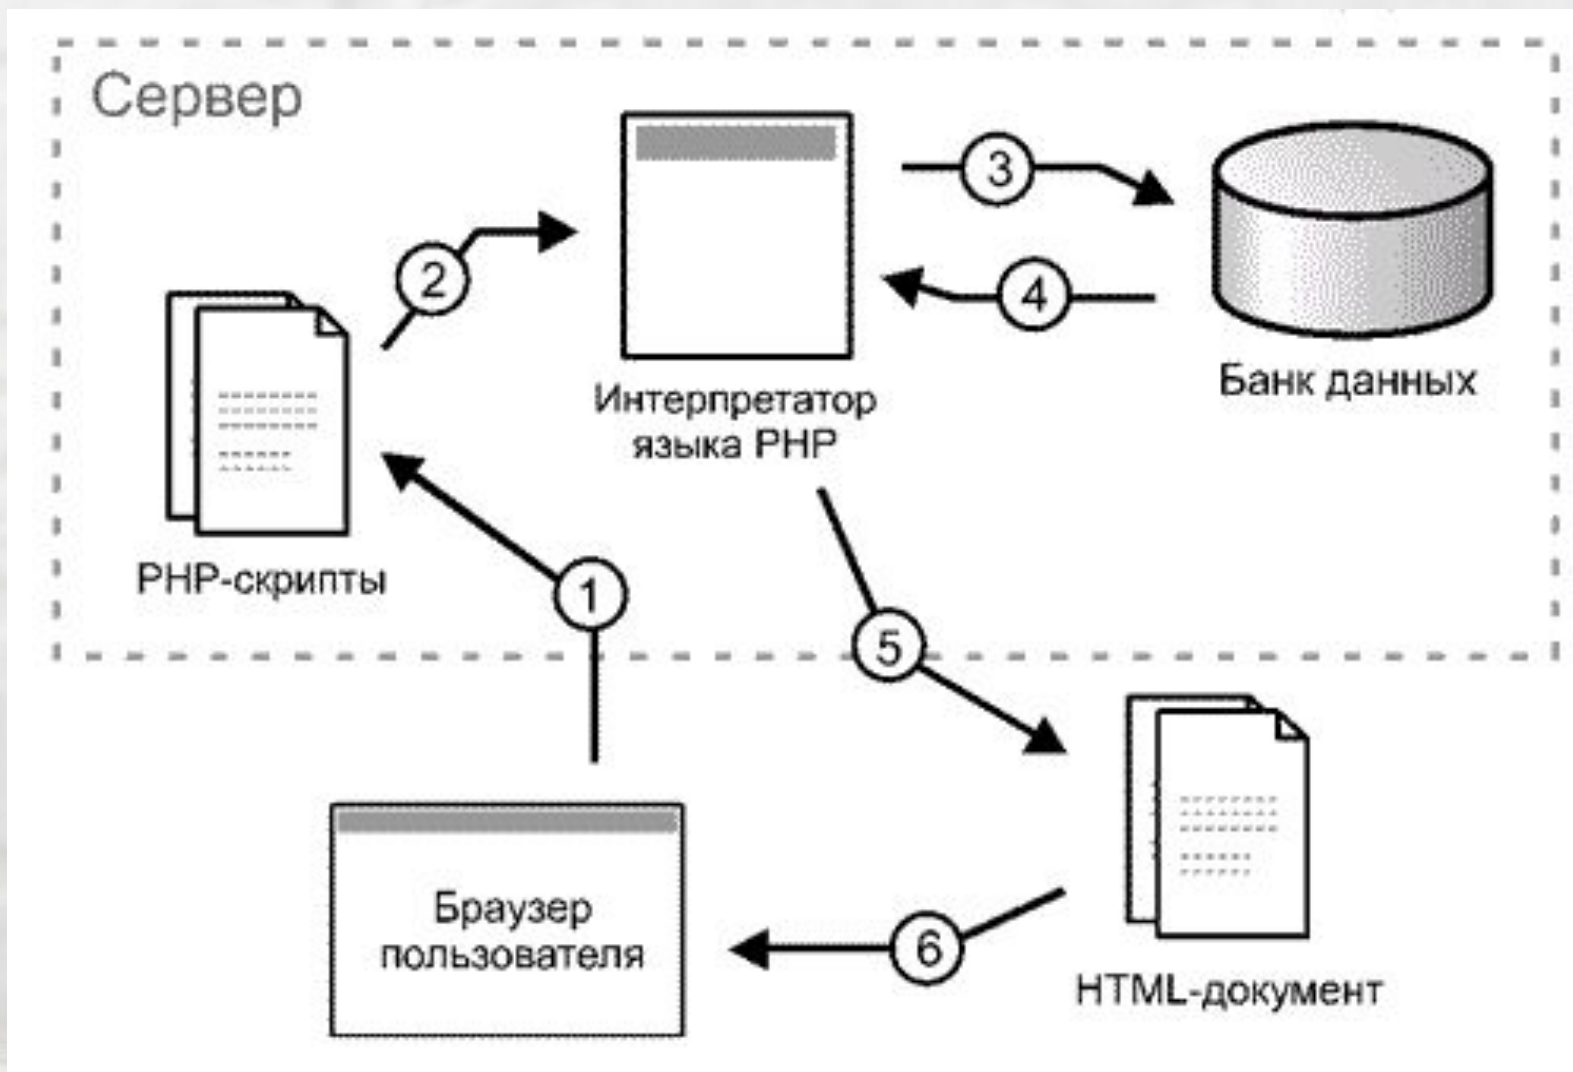 Сервер
3
2
4
Банк данных
Интерпретатор
языка PHP
PHP-скрипты
1
5
Браузер
пользователя
6
HTML-документ